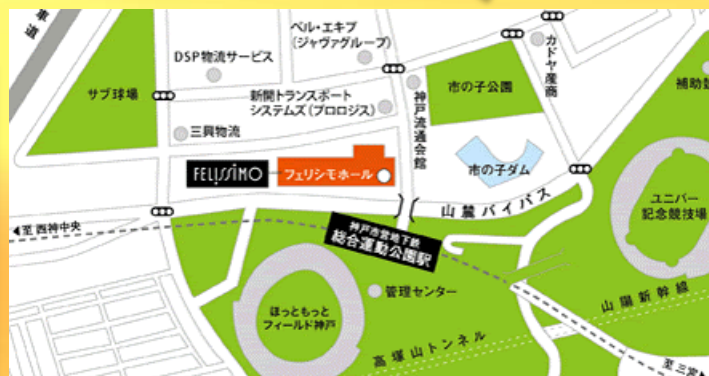 車道
DSP物流サービス
ベル・エキプ
(ジャヴァグループ)
カドヤ産商
補助競
サブ球場
新開トランスポート
システムズ(プロロジス)
神戸流通会館
市の子公園
三興物流
FELISSIMO
フェリシモホール
市の子ダム
ユニバー
記念競技場
山麓バイパス
至 西神中央
神戸市営地下鉄
総合運動公園駅
管理センター
ほっともっと
フィールド神戸
山陽新幹線
高塚山トンネル
至 三宮